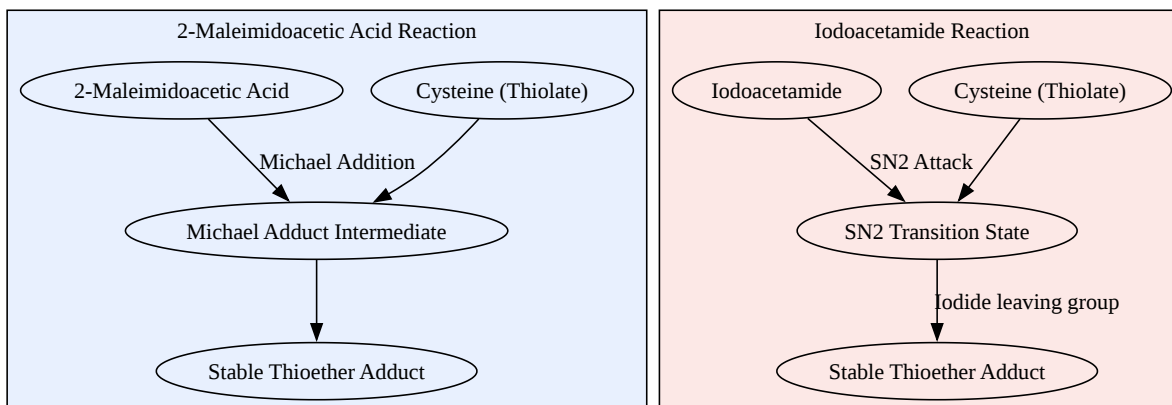 2-Maleimidoacetic Acid Reaction
2-Maleimidoacetic Acid
Cysteine (Thiolate)
Michael Addition
Michael Adduct Intermediate
Stable Thioether Adduct
Iodoacetamide Reaction
Iodoacetamide
Cysteine (Thiolate)
SN2 Attack
SN2 Transition State
Iodide leaving group
Stable Thioether Adduct